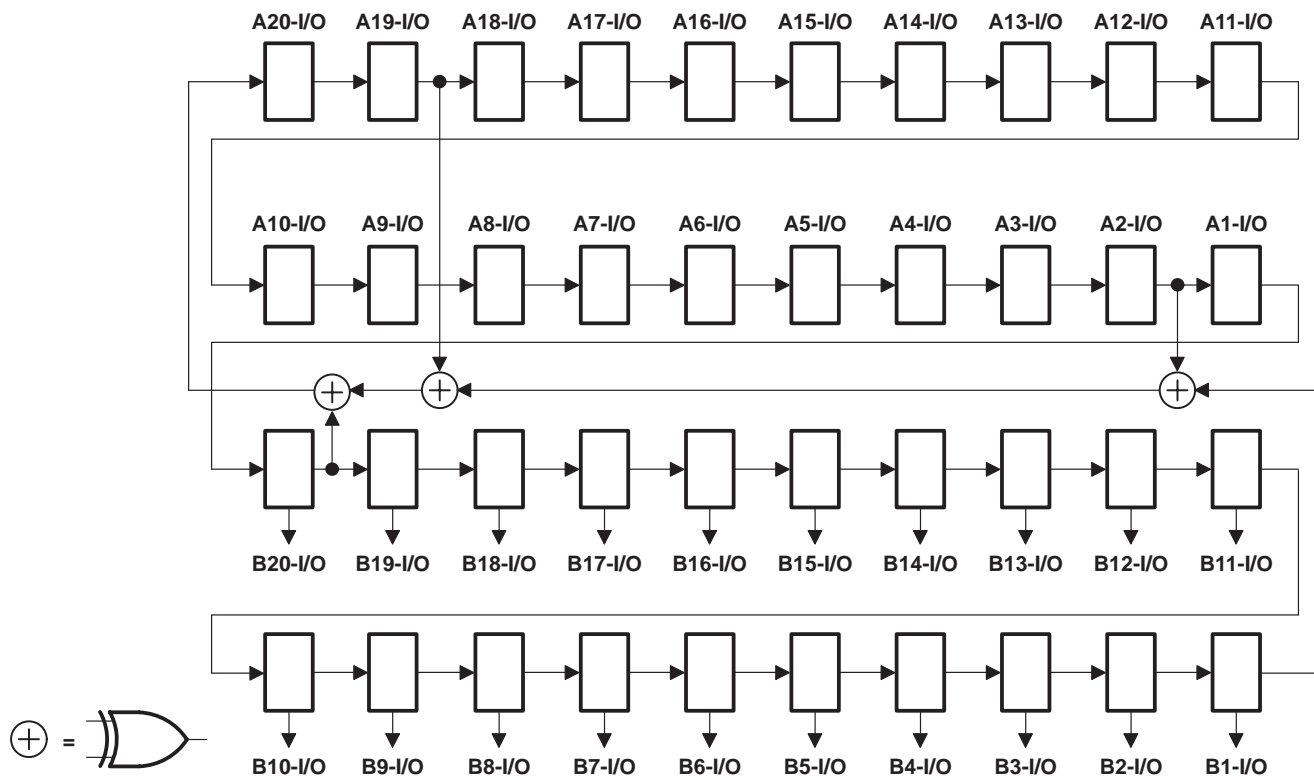 A20-I/O A19-I/O A18-I/O A17-I/O A16-I/O A15-I/O A14-I/O A13-I/O A12-I/O A11-I/O
A10-I/O A9-I/O A8-I/O A7-I/O A6-I/O A5-I/O A4-I/O A3-I/O A2-I/O A1-I/O
B20-I/O B19-I/O B18-I/O B17-I/O B16-I/O B15-I/O B14-I/O B13-I/O B12-I/O B11-I/O
=
B10-I/O B9-I/O B8-I/O B7-I/O B6-I/O B5-I/O B4-I/O B3-I/O B2-I/O B1-I/O